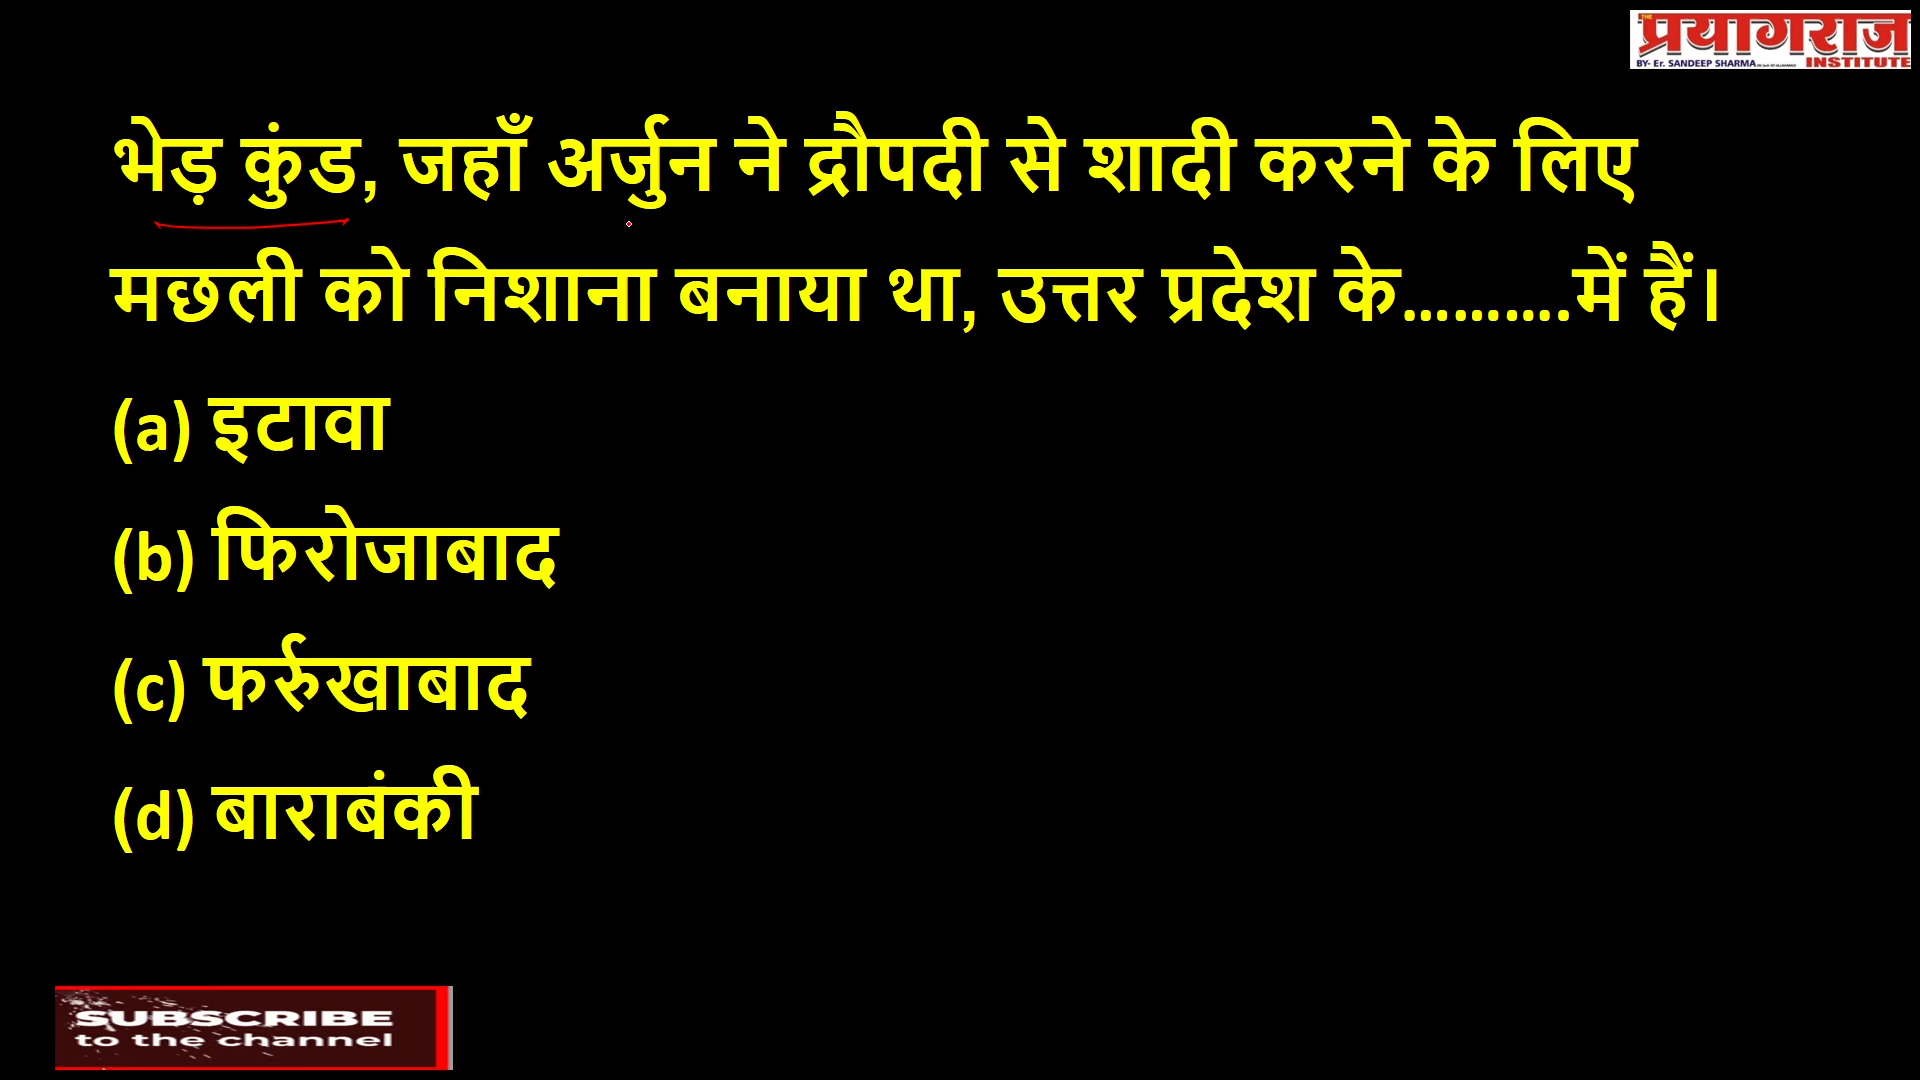 THE प्रयागराज
BY- Er. SANDEEP SHARMA INSTITUTE
भेड़ कुंड, जहाँ अर्जुन ने द्रौपदी से शादी करने के लिए
मछली को निशाना बनाया था, उत्तर प्रदेश के..........में हैं।
(a) इटावा
(b) फिरोजाबाद
(c) फर्रुखाबाद
(d) बाराबंकी
SUBSCRIBE
to the channel